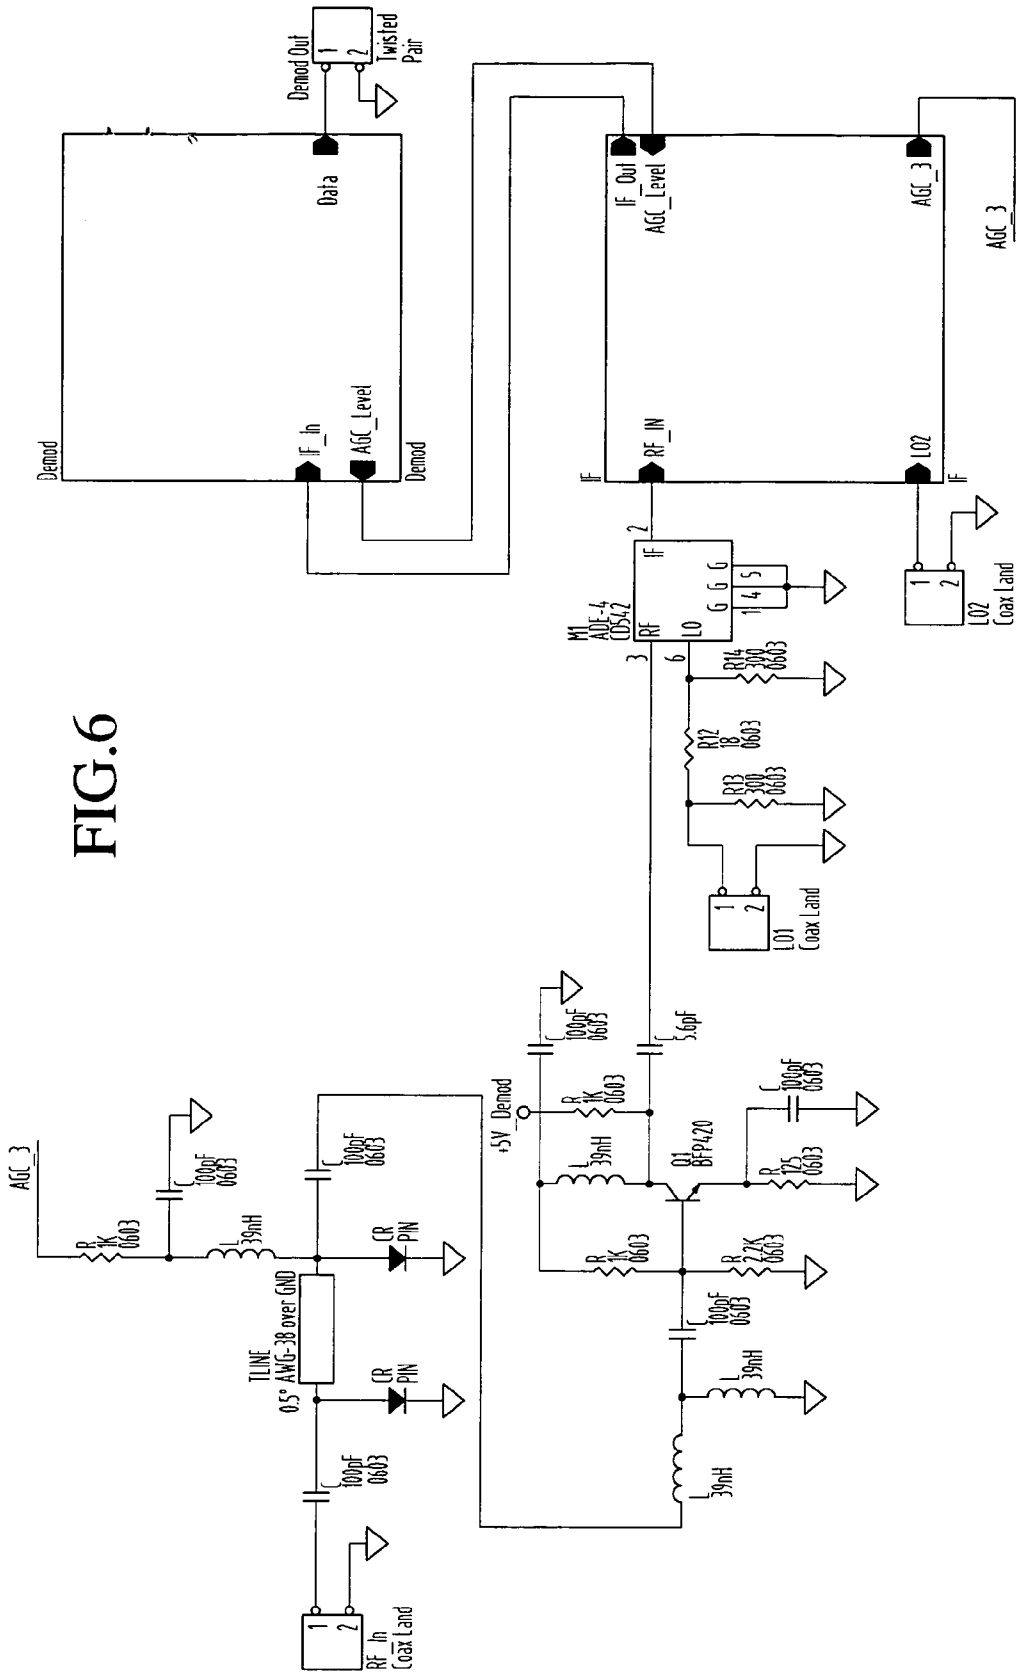 FIG.6
AGC_3
R
1K
0603
C
100pF
0603
L
39nH
TLINE
0.5" AWG-38 over GND
CR
PIN
CR
PIN
C
100pF
0603
C
100pF
0603
1
2
RF_In
Coax Land
L
39nH
L
39nH
C
100pF
0603
R
1K
0603
R
2.2K
0603
L
39nH
+5V_Demod
R
1K
0603
C
100pF
0603
C
5.6pF
Q1
BFP420
R
125
0603
C
100pF
0603
1
2
LO1
Coax Land
R13
300
0603
R12
18
0603
R14
300
0603
M1
ADE-4
CD542
3
RF
6
LO
IF
2
G G G
1 4 5
1
2
LO2
Coax Land
IF
RF_IN
LO2
IF
IF_Out
AGC_Level
AGC_3
AGC_3
Demod
IF_In
AGC_Level
Demod
Data
Demod Out
1
2
Twisted
Pair